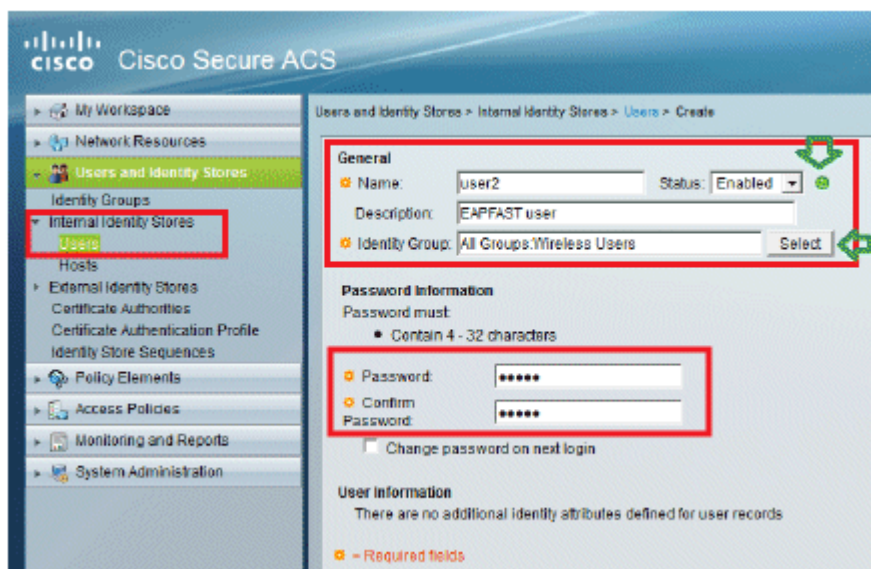 CISCO Cisco Secure ACS
My Workspace
Network Resources
Users and Identity Stores
Identity Groups
Internal Identity Stores
Users
Hosts
External Identity Stores
Certificate Authorities
Certificate Authentication Profile
Identity Store Sequences
Policy Elements
Access Policies
Monitoring and Reports
System Administration
Users and Identity Stores > Internal Identity Stores > Users > Create
General
Name: user2 Status: Enabled
Description: EAPFAST user
Identity Group: All Groups:Wireless Users Select
Password Information
Password must:
• Contain 4 - 32 characters
Password: •••••
Confirm
Password: •••••
Change password on next login
User Information
There are no additional identity attributes defined for user records
= Required fields